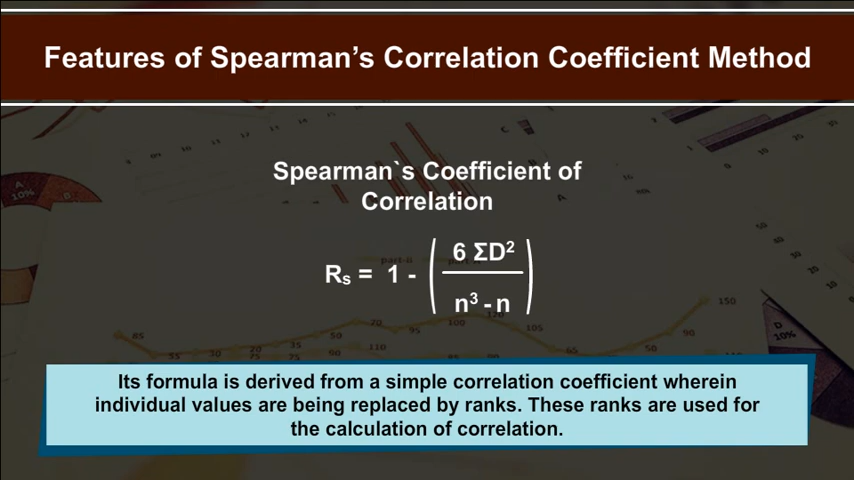 Features of Spearman’s Correlation Coefficient Method
Spearman`s Coefficient of
Correlation
Rₛ = 1 - ( 6 ΣD² / n³ - n )
Its formula is derived from a simple correlation coefficient wherein
individual values are being replaced by ranks. These ranks are used for
the calculation of correlation.